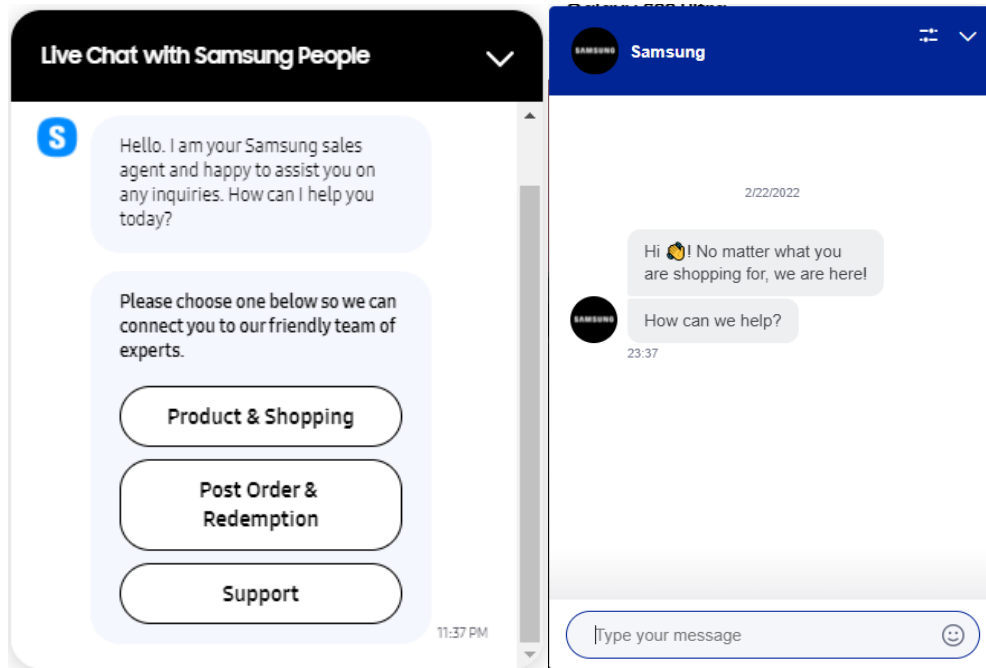 Live Chat with Samsung People
S
Hello. I am your Samsung sales
agent and happy to assist you on
any inquiries. How can I help you
today?
Please choose one below so we can
connect you to our friendly team of
experts.
Product & Shopping
Post Order &
Redemption
Support
11:37 PM
SAMSUNG
Samsung
2/22/2022
Hi 👏! No matter what you
are shopping for, we are here!
SAMSUNG
How can we help?
23:37
Type your message